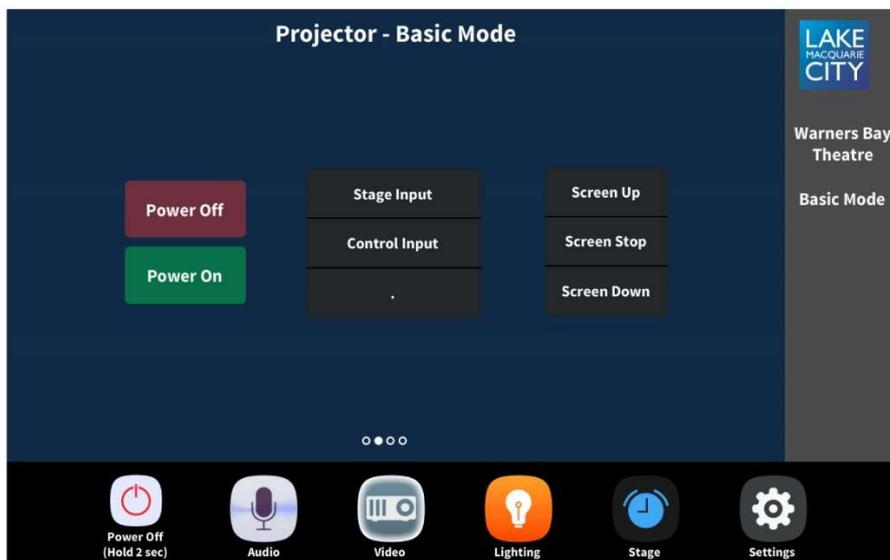 Projector - Basic Mode
LAKE
MACQUARIE
CITY
Warners Bay
Theatre
Basic Mode
Power Off
Power On
Stage Input
Control Input
.
Screen Up
Screen Stop
Screen Down
Power Off
(Hold 2 sec)
Audio
Video
Lighting
Stage
Settings